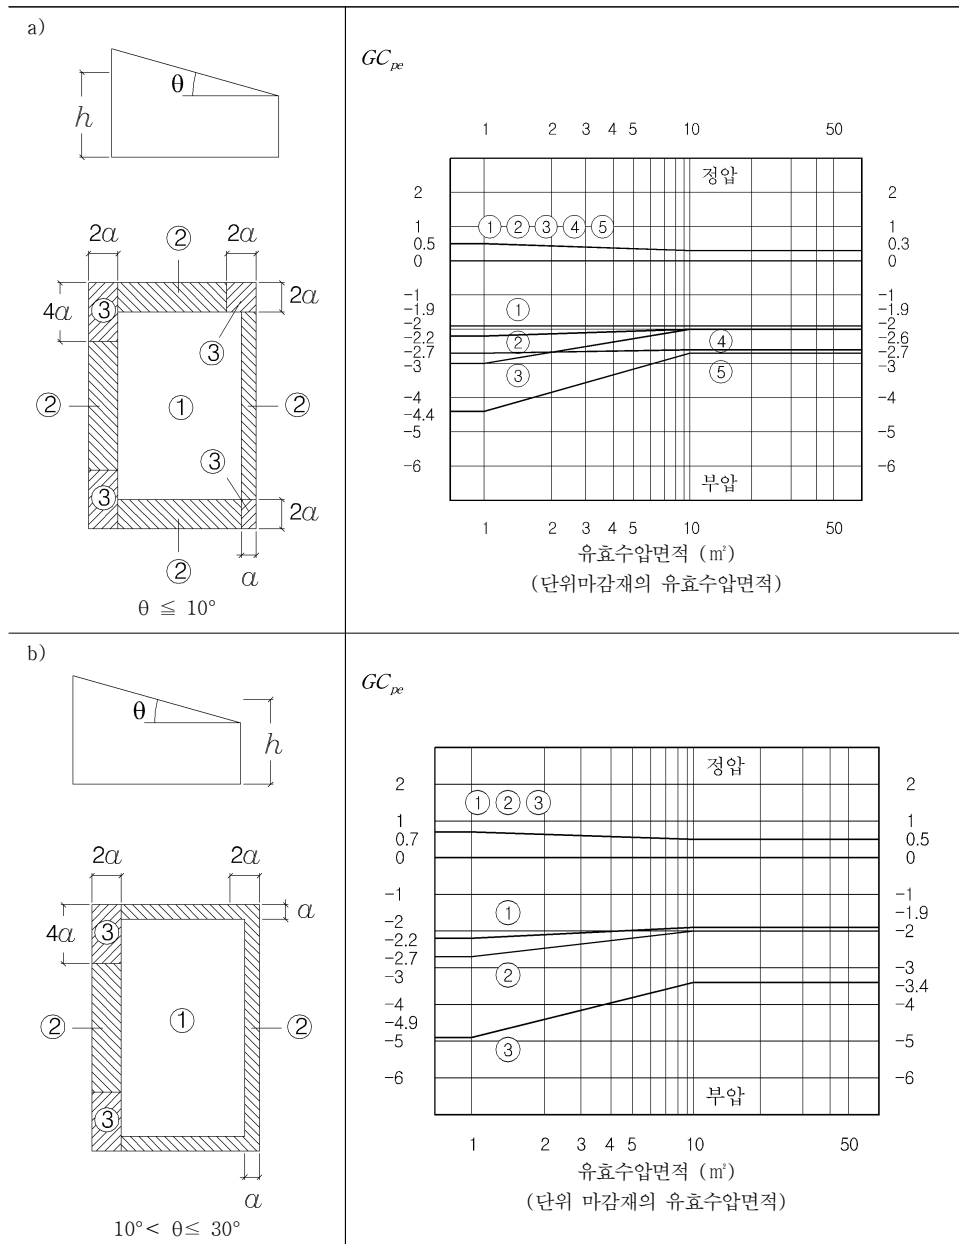 a)
h
θ
2a ② 2a
2a
4a
③ ③
② ① ②
③ ③
2a
②
a
θ ≦ 10°
GCpe
1 2 3 4 5 10 50
정압
2 2
① ② ③ ④ ⑤
1 1
0.5 0.3
0 0
-1 -1
-1.9 ① -1.9
-2 -2
-2.2 ② ④ -2.6
-2.7 -2.7
-3 ③ ⑤ -3
-4 -4
-4.4
-5 -5
-6 -6
부압
1 2 3 4 5 10 50
유효수압면적 (㎡)
(단위마감재의 유효수압면적)
b)
θ
h
2a 2a
a
4a
③
② ① ②
③
a
10°< θ≤ 30°
GCpe
정압
2 2
① ② ③
1 1
0.7 0.5
0 0
-1 -1
① -1.9
-2 -2
-2.2
-2.7
-3 ② -3
-3.4
-4 -4
-4.9
-5 ③ -5
-6 -6
부압
1 2 3 4 5 10 50
유효수압면적 (㎡)
(단위 마감재의 유효수압면적)